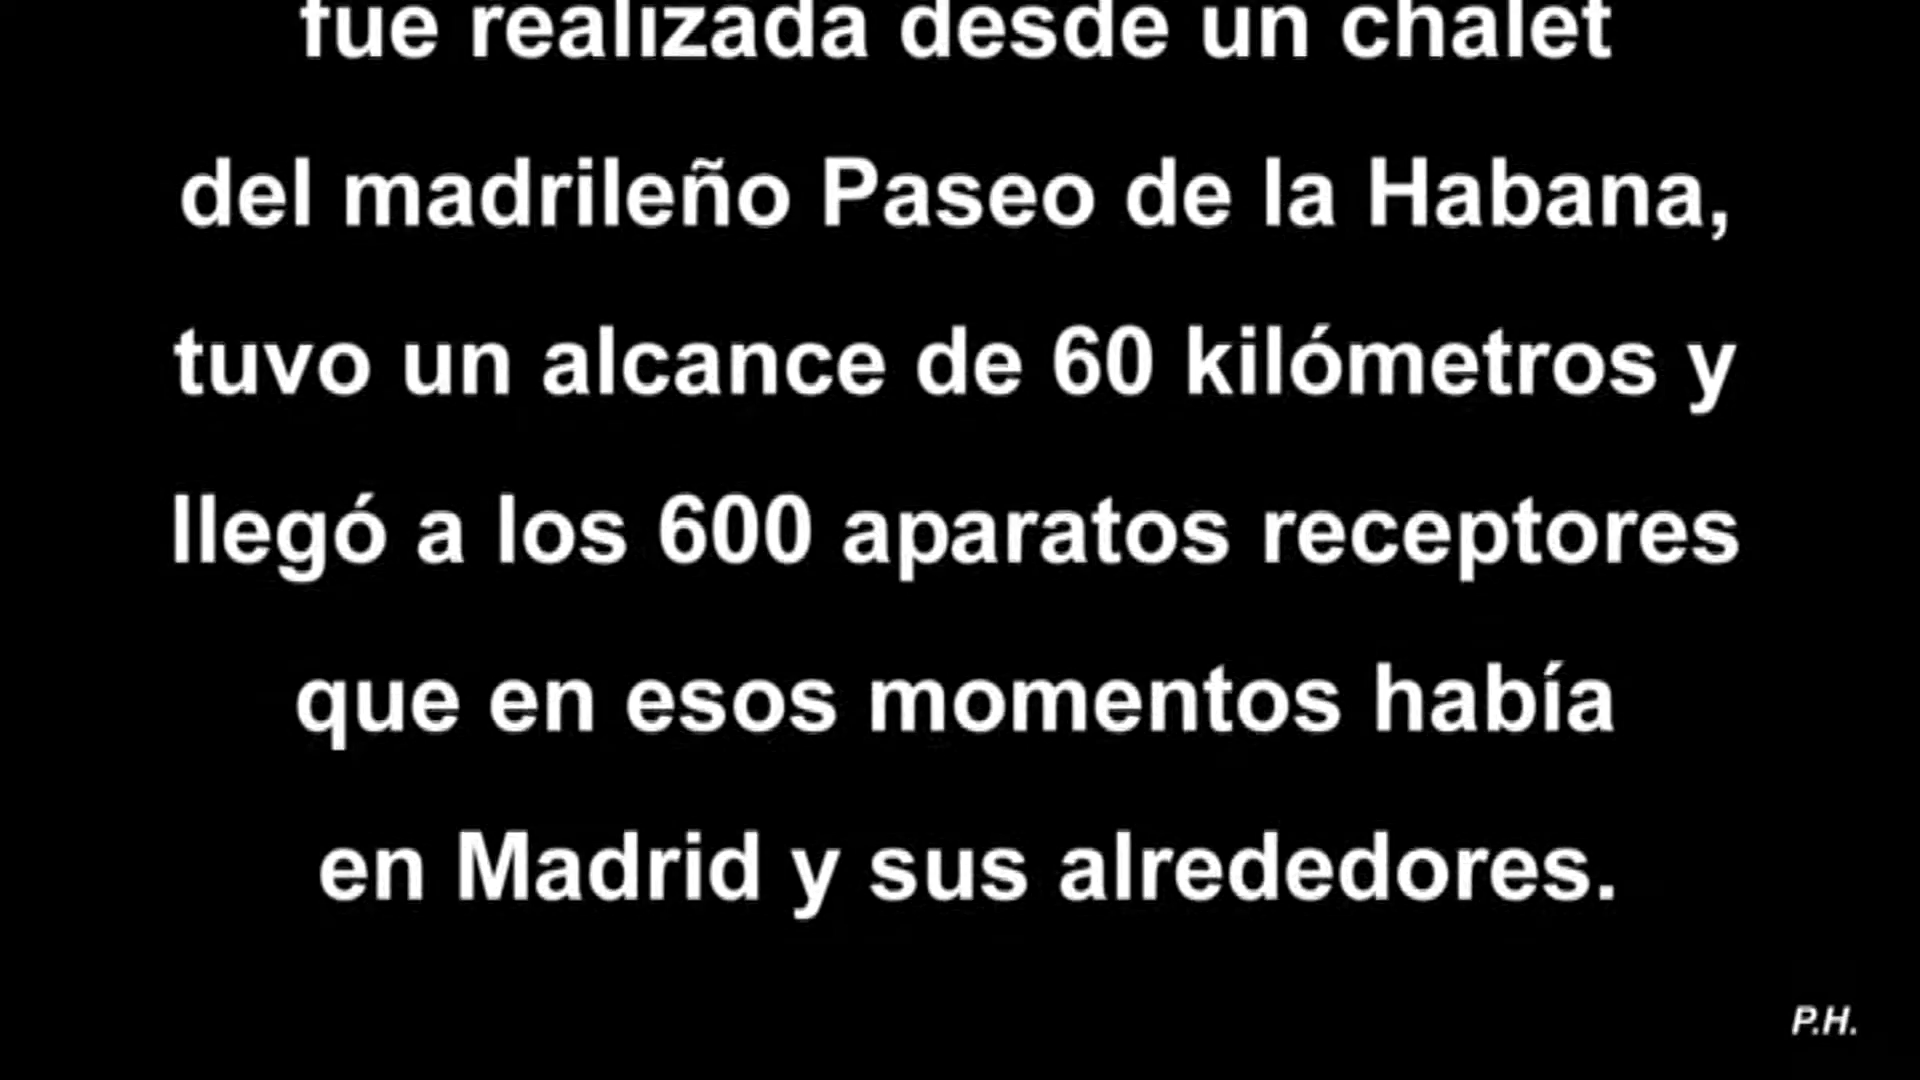 fue realizada desde un chalet
del madrileño Paseo de la Habana,
tuvo un alcance de 60 kilómetros y
llegó a los 600 aparatos receptores
que en esos momentos había
en Madrid y sus alrededores.
P.H.